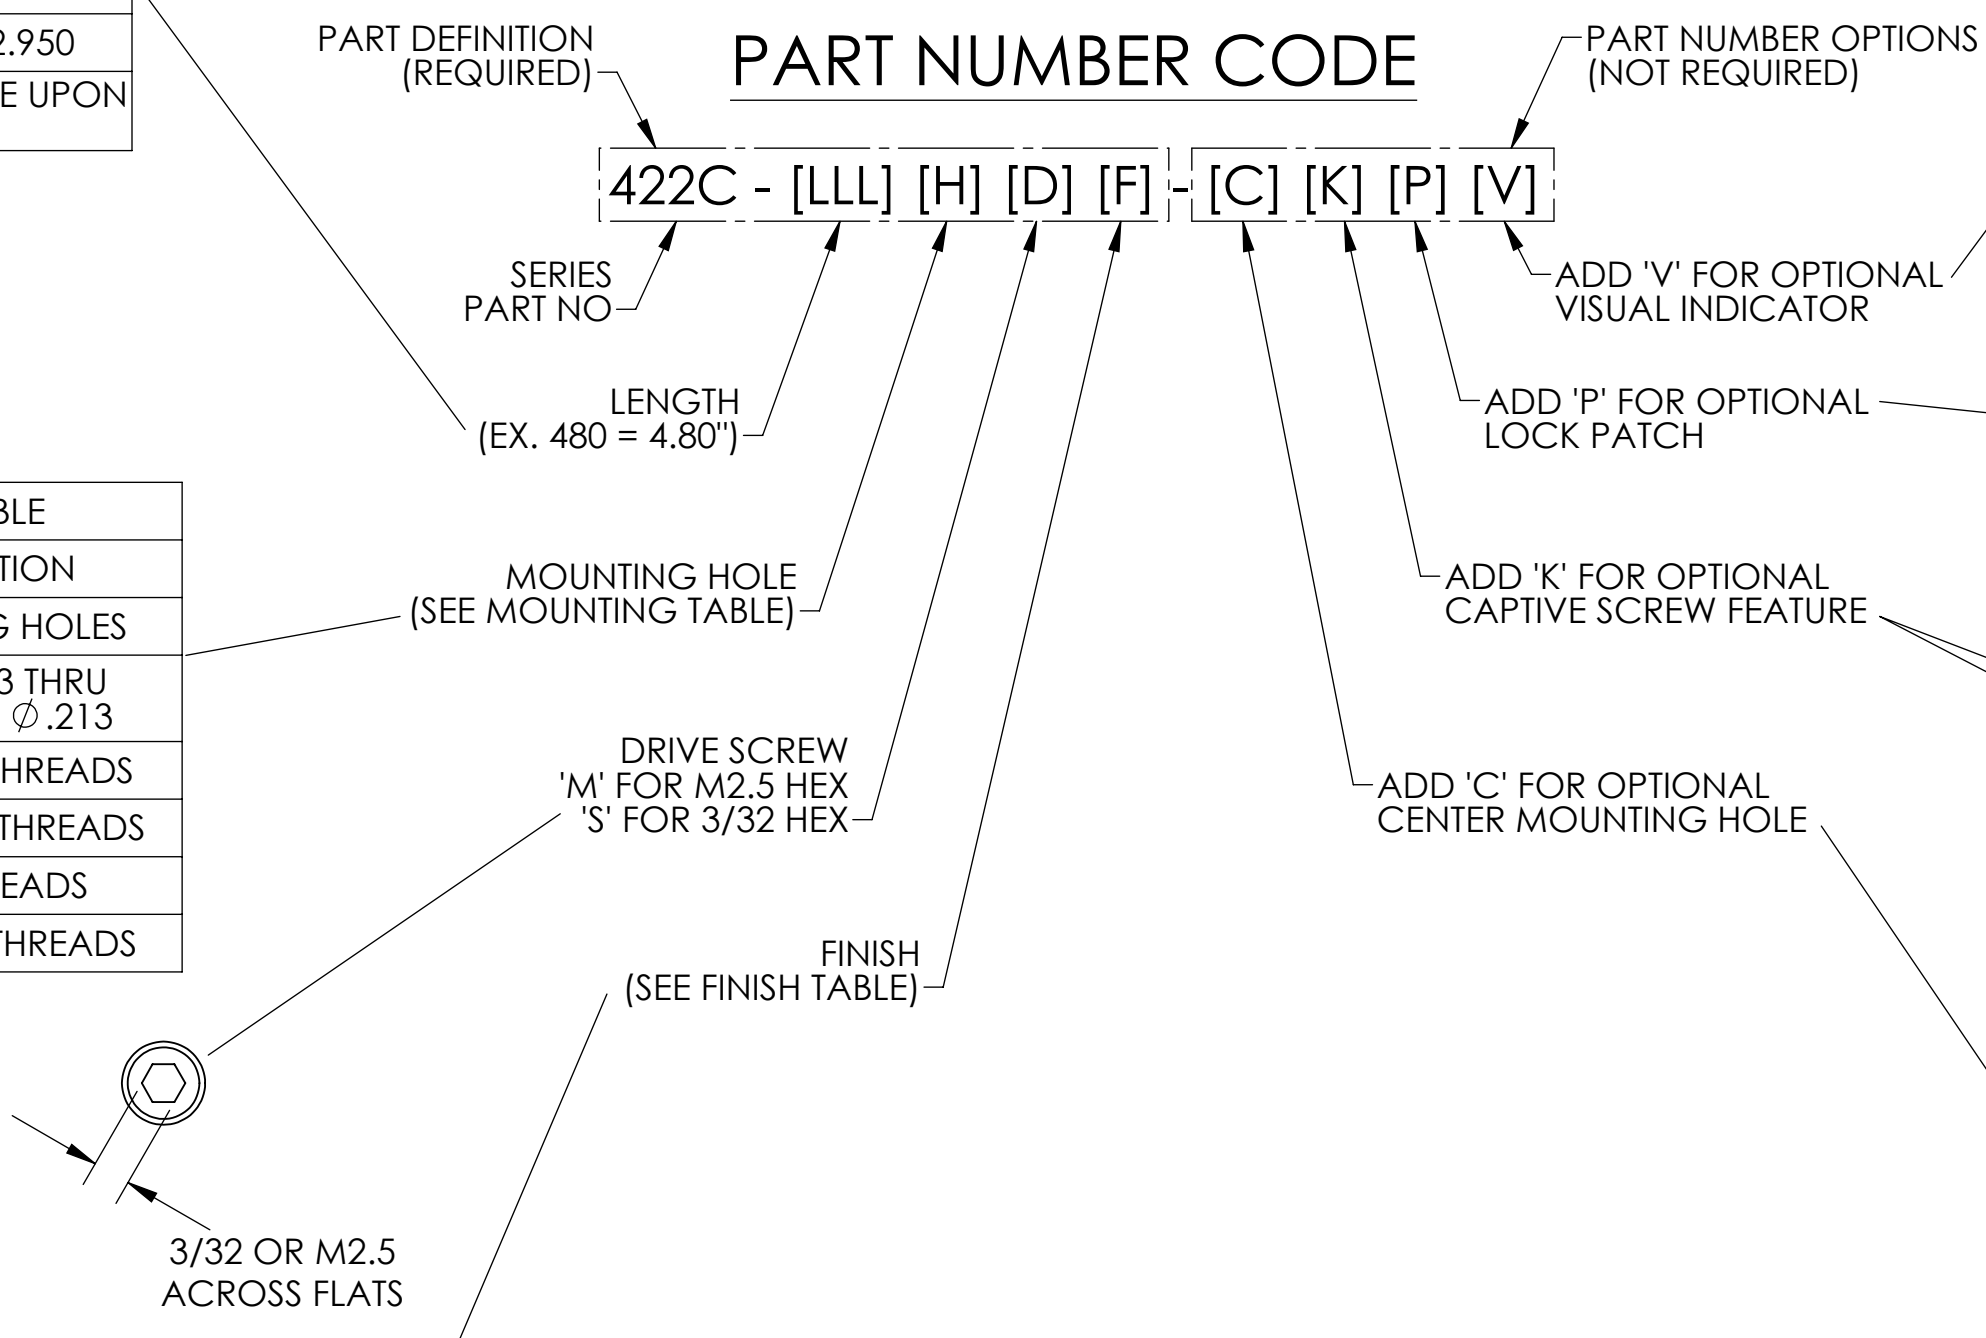 PART NUMBER CODE
PART DEFINITION
(REQUIRED)
PART NUMBER OPTIONS
(NOT REQUIRED)
422C - [LLL] [H] [D] [F] - [C] [K] [P] [V]
SERIES
PART NO
ADD 'V' FOR OPTIONAL
VISUAL INDICATOR
LENGTH
(EX. 480 = 4.80")
ADD 'P' FOR OPTIONAL
LOCK PATCH
MOUNTING HOLE
(SEE MOUNTING TABLE)
ADD 'K' FOR OPTIONAL
CAPTIVE SCREW FEATURE
DRIVE SCREW
'M' FOR M2.5 HEX
'S' FOR 3/32 HEX
ADD 'C' FOR OPTIONAL
CENTER MOUNTING HOLE
FINISH
(SEE FINISH TABLE)
2.950
E UPON
BLE
TION
G HOLES
3 THRU
∅.213
HREADS
THREADS
EADS
THREADS
3/32 OR M2.5
ACROSS FLATS